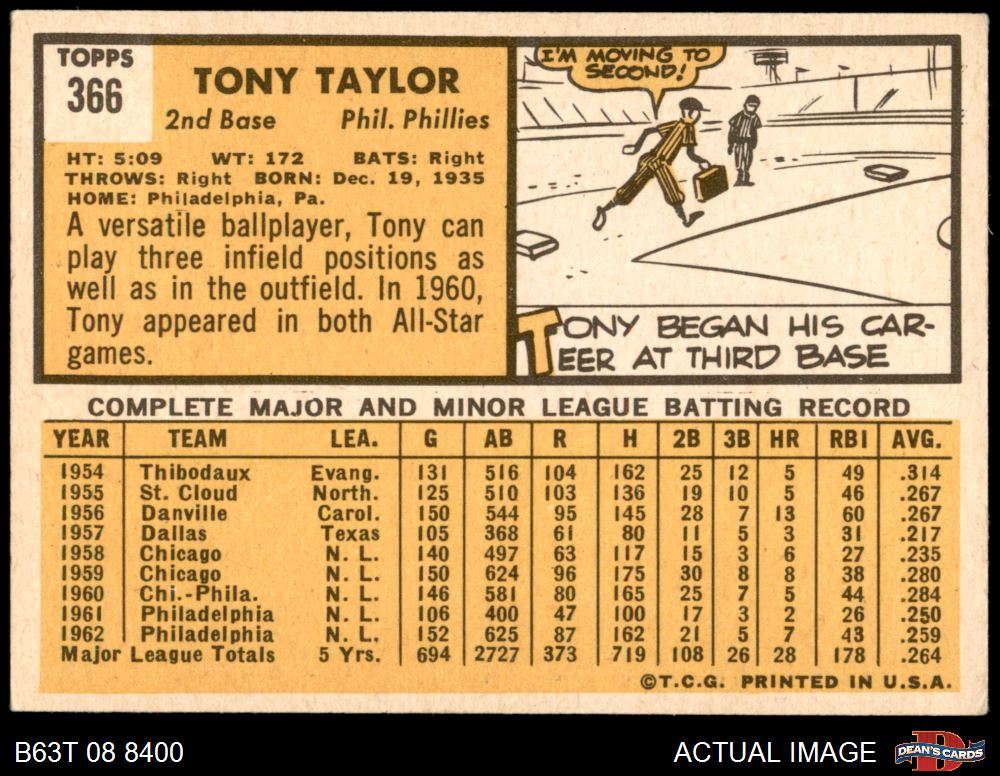 TOPPS
366
TONY TAYLOR
2nd Base Phil. Phillies
HT: 5:09 WT: 172 BATS: Right
THROWS: Right BORN: Dec. 19, 1935
HOME: Philadelphia, Pa.
A versatile ballplayer, Tony can
play three infield positions as
well as in the outfield. In 1960,
Tony appeared in both All-Star
games.
I'M MOVING TO
SECOND!
TONY BEGAN HIS CAR-
EER AT THIRD BASE
COMPLETE MAJOR AND MINOR LEAGUE BATTING RECORD
YEAR TEAM LEA. G AB R H 2B 3B HR RBI AVG.
1954 Thibodaux Evang. 131 516 104 162 25 12 5 49 .314
1955 St. Cloud North. 125 510 103 136 19 10 5 46 .267
1956 Danville Carol. 150 544 95 145 28 7 13 60 .267
1957 Dallas Texas 105 368 61 80 11 5 3 31 .217
1958 Chicago N. L. 140 497 63 117 15 3 6 27 .235
1959 Chicago N. L. 150 624 96 175 30 8 8 38 .280
1960 Chi.-Phila. N. L. 146 581 80 165 25 7 5 44 .284
1961 Philadelphia N. L. 106 400 47 100 17 3 2 26 .250
1962 Philadelphia N. L. 152 625 87 162 21 5 7 43 .259
Major League Totals 5 Yrs. 694 2727 373 719 108 26 28 178 .264
©T.C.G. PRINTED IN U.S.A.
B63T 08 8400
ACTUAL IMAGE
D
DEAN'S CARDS